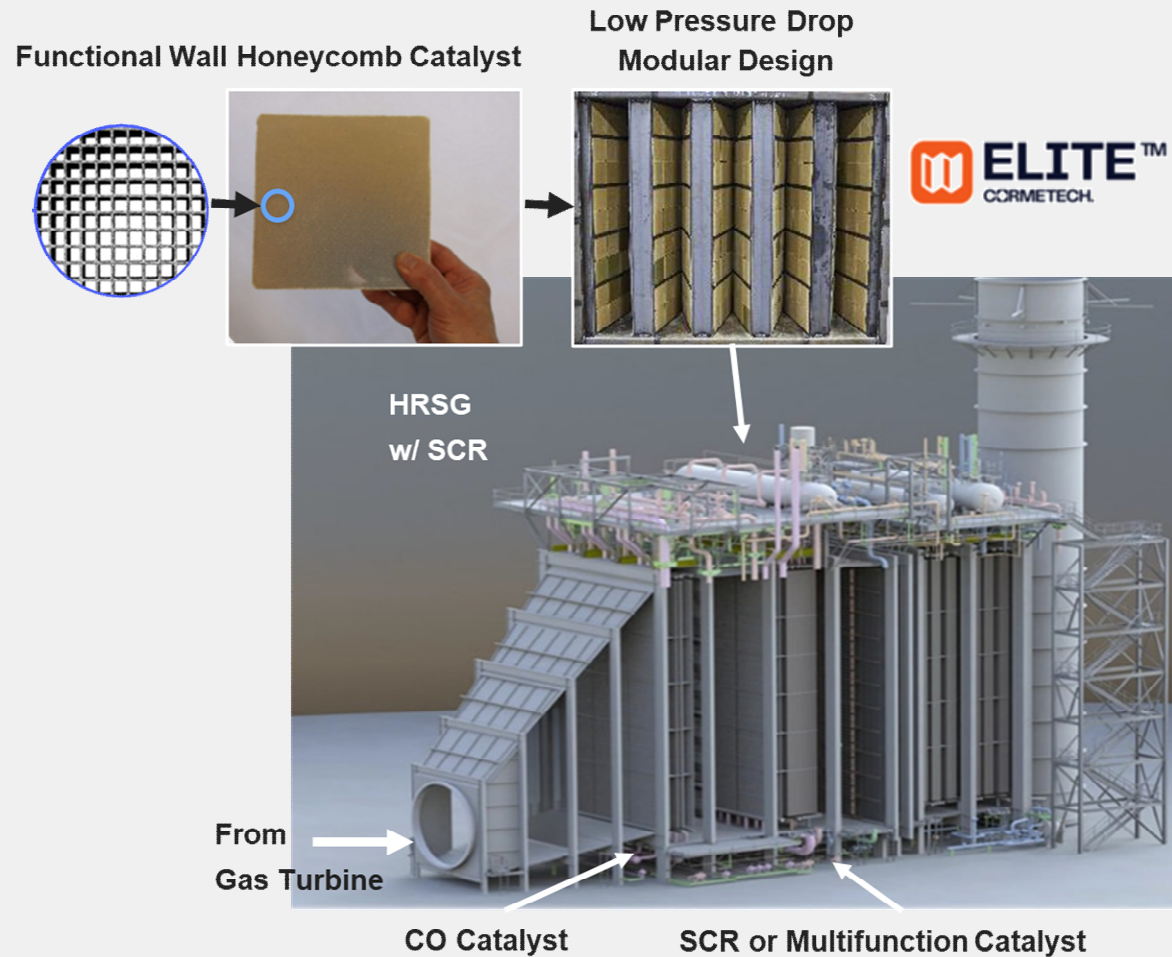 Low Pressure Drop
Modular Design
Functional Wall Honeycomb Catalyst
ELITE™
CORMETECH.
HRSG
w/ SCR
From
Gas Turbine
CO Catalyst
SCR or Multifunction Catalyst